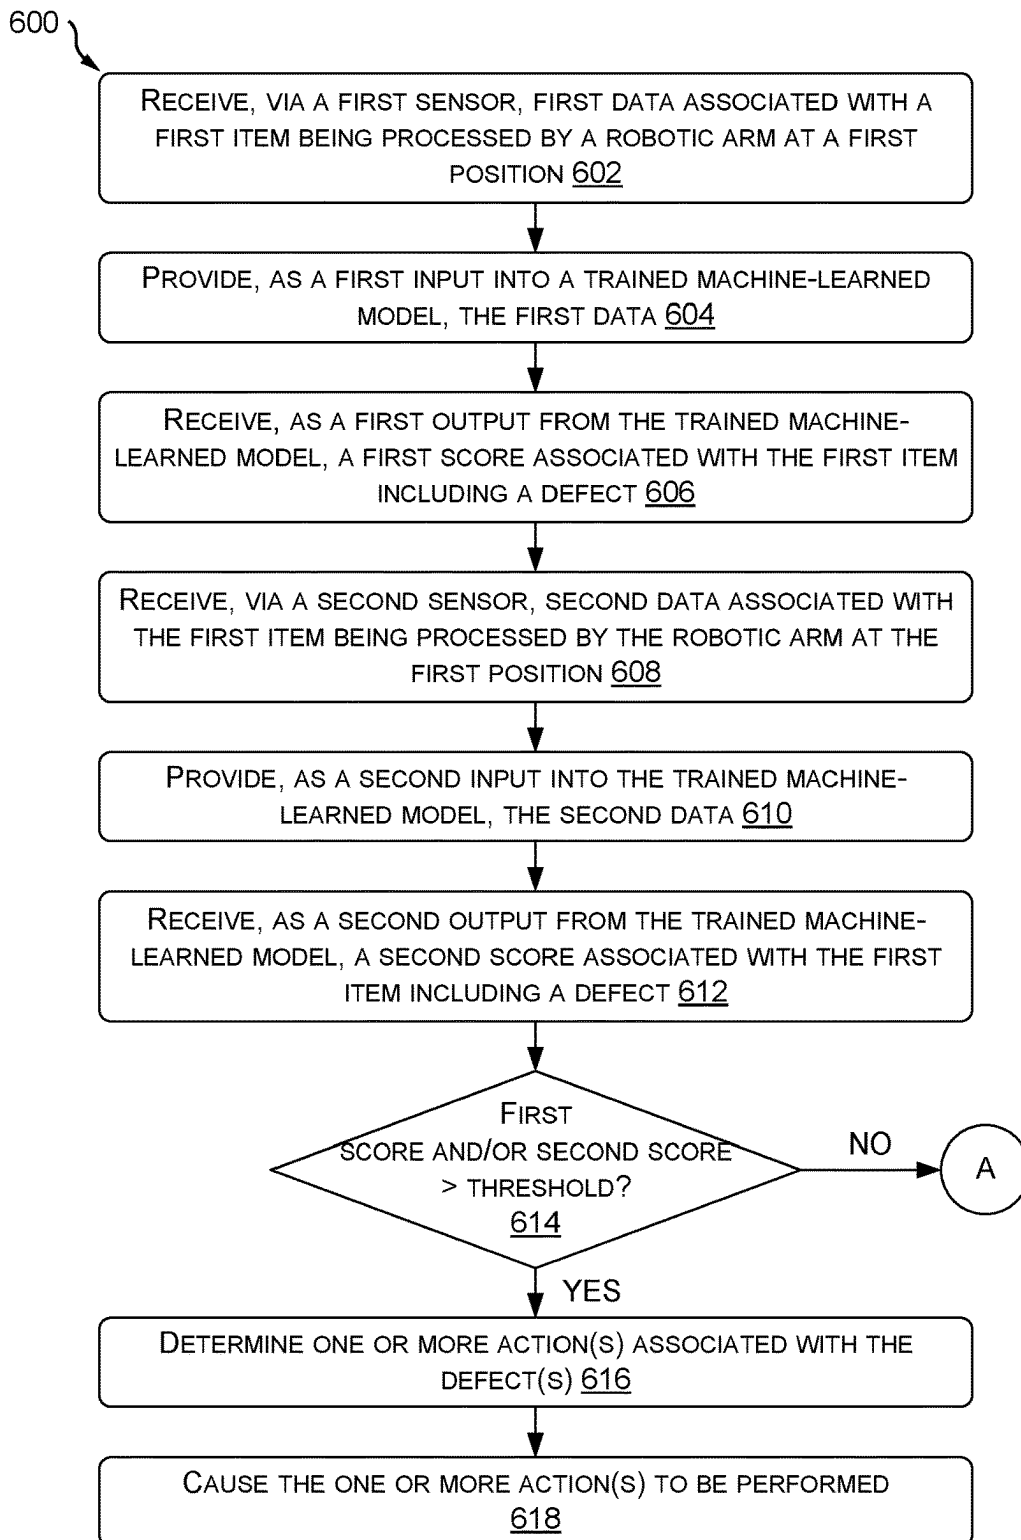 600
RECEIVE, VIA A FIRST SENSOR, FIRST DATA ASSOCIATED WITH A
FIRST ITEM BEING PROCESSED BY A ROBOTIC ARM AT A FIRST
POSITION 602
PROVIDE, AS A FIRST INPUT INTO A TRAINED MACHINE-LEARNED
MODEL, THE FIRST DATA 604
RECEIVE, AS A FIRST OUTPUT FROM THE TRAINED MACHINE-
LEARNED MODEL, A FIRST SCORE ASSOCIATED WITH THE FIRST ITEM
INCLUDING A DEFECT 606
RECEIVE, VIA A SECOND SENSOR, SECOND DATA ASSOCIATED WITH
THE FIRST ITEM BEING PROCESSED BY THE ROBOTIC ARM AT THE
FIRST POSITION 608
PROVIDE, AS A SECOND INPUT INTO THE TRAINED MACHINE-
LEARNED MODEL, THE SECOND DATA 610
RECEIVE, AS A SECOND OUTPUT FROM THE TRAINED MACHINE-
LEARNED MODEL, A SECOND SCORE ASSOCIATED WITH THE FIRST
ITEM INCLUDING A DEFECT 612
FIRST
SCORE AND/OR SECOND SCORE
> THRESHOLD?
614
NO
A
YES
DETERMINE ONE OR MORE ACTION(S) ASSOCIATED WITH THE
DEFECT(S) 616
CAUSE THE ONE OR MORE ACTION(S) TO BE PERFORMED
618